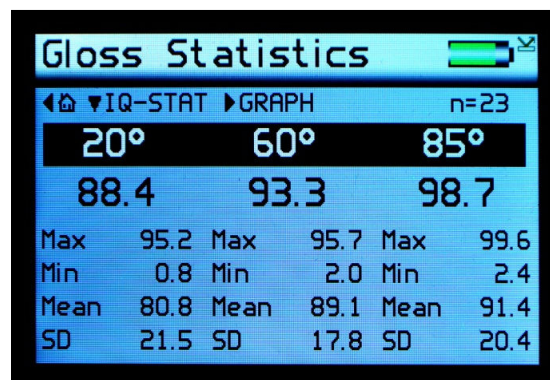 Gloss Statistics
IQ-STAT GRAPH n=23
20° 60° 85°
88.4 93.3 98.7
Max 95.2 Max 95.7 Max 99.6
Min 0.8 Min 2.0 Min 2.4
Mean 80.8 Mean 89.1 Mean 91.4
SD 21.5 SD 17.8 SD 20.4